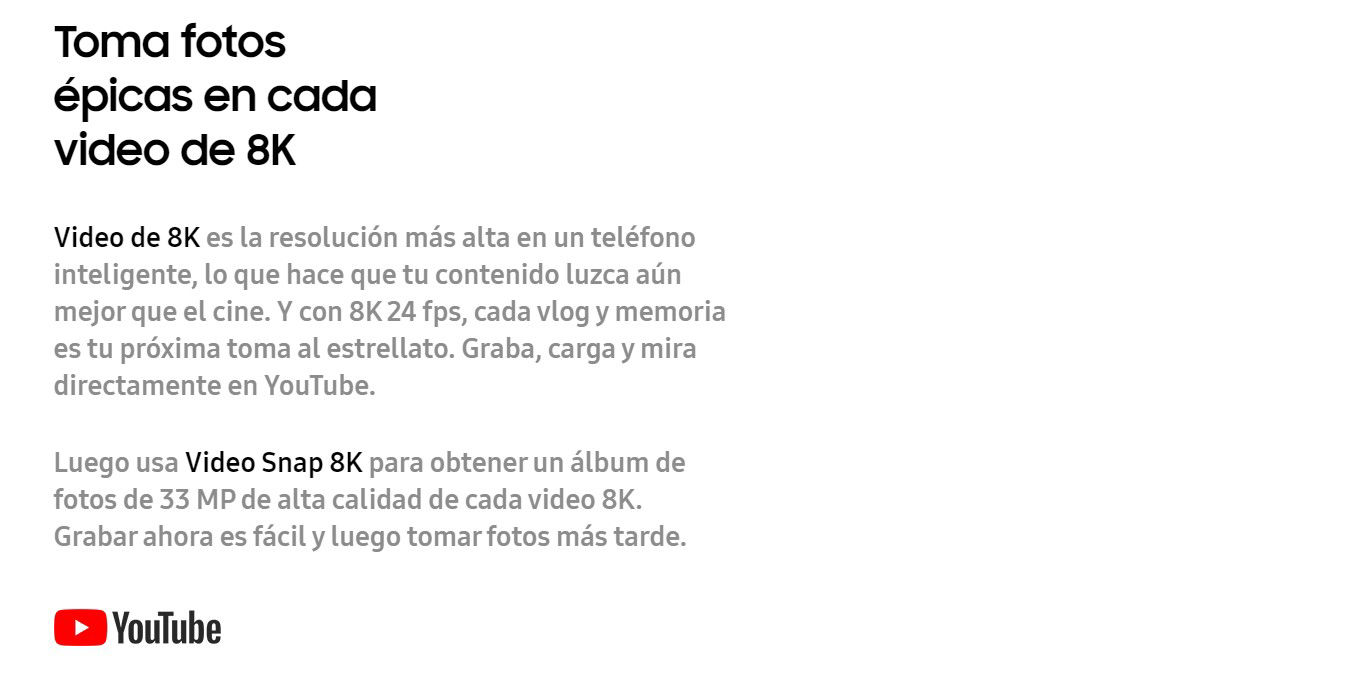 Toma fotos
épicas en cada
video de 8K
Video de 8K es la resolución más alta en un teléfono
inteligente, lo que hace que tu contenido luzca aún
mejor que el cine. Y con 8K 24 fps, cada vlog y memoria
es tu próxima toma al estrellato. Graba, carga y mira
directamente en YouTube.
Luego usa Video Snap 8K para obtener un álbum de
fotos de 33 MP de alta calidad de cada video 8K.
Grabar ahora es fácil y luego tomar fotos más tarde.
YouTube